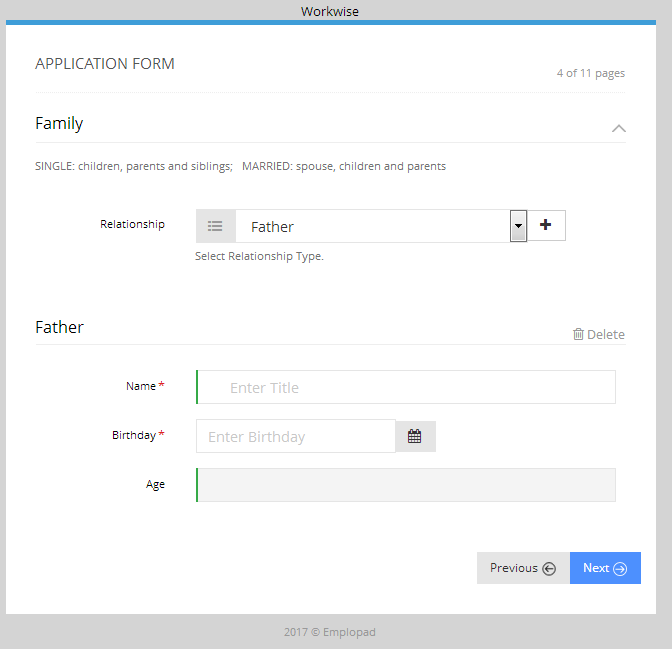 Workwise
APPLICATION FORM
4 of 11 pages
Family
SINGLE: children, parents and siblings; MARRIED: spouse, children and parents
Relationship
Father
Select Relationship Type.
Father
Delete
Name *
Enter Title
Birthday *
Enter Birthday
Age
Previous
Next
2017 © Emplopad